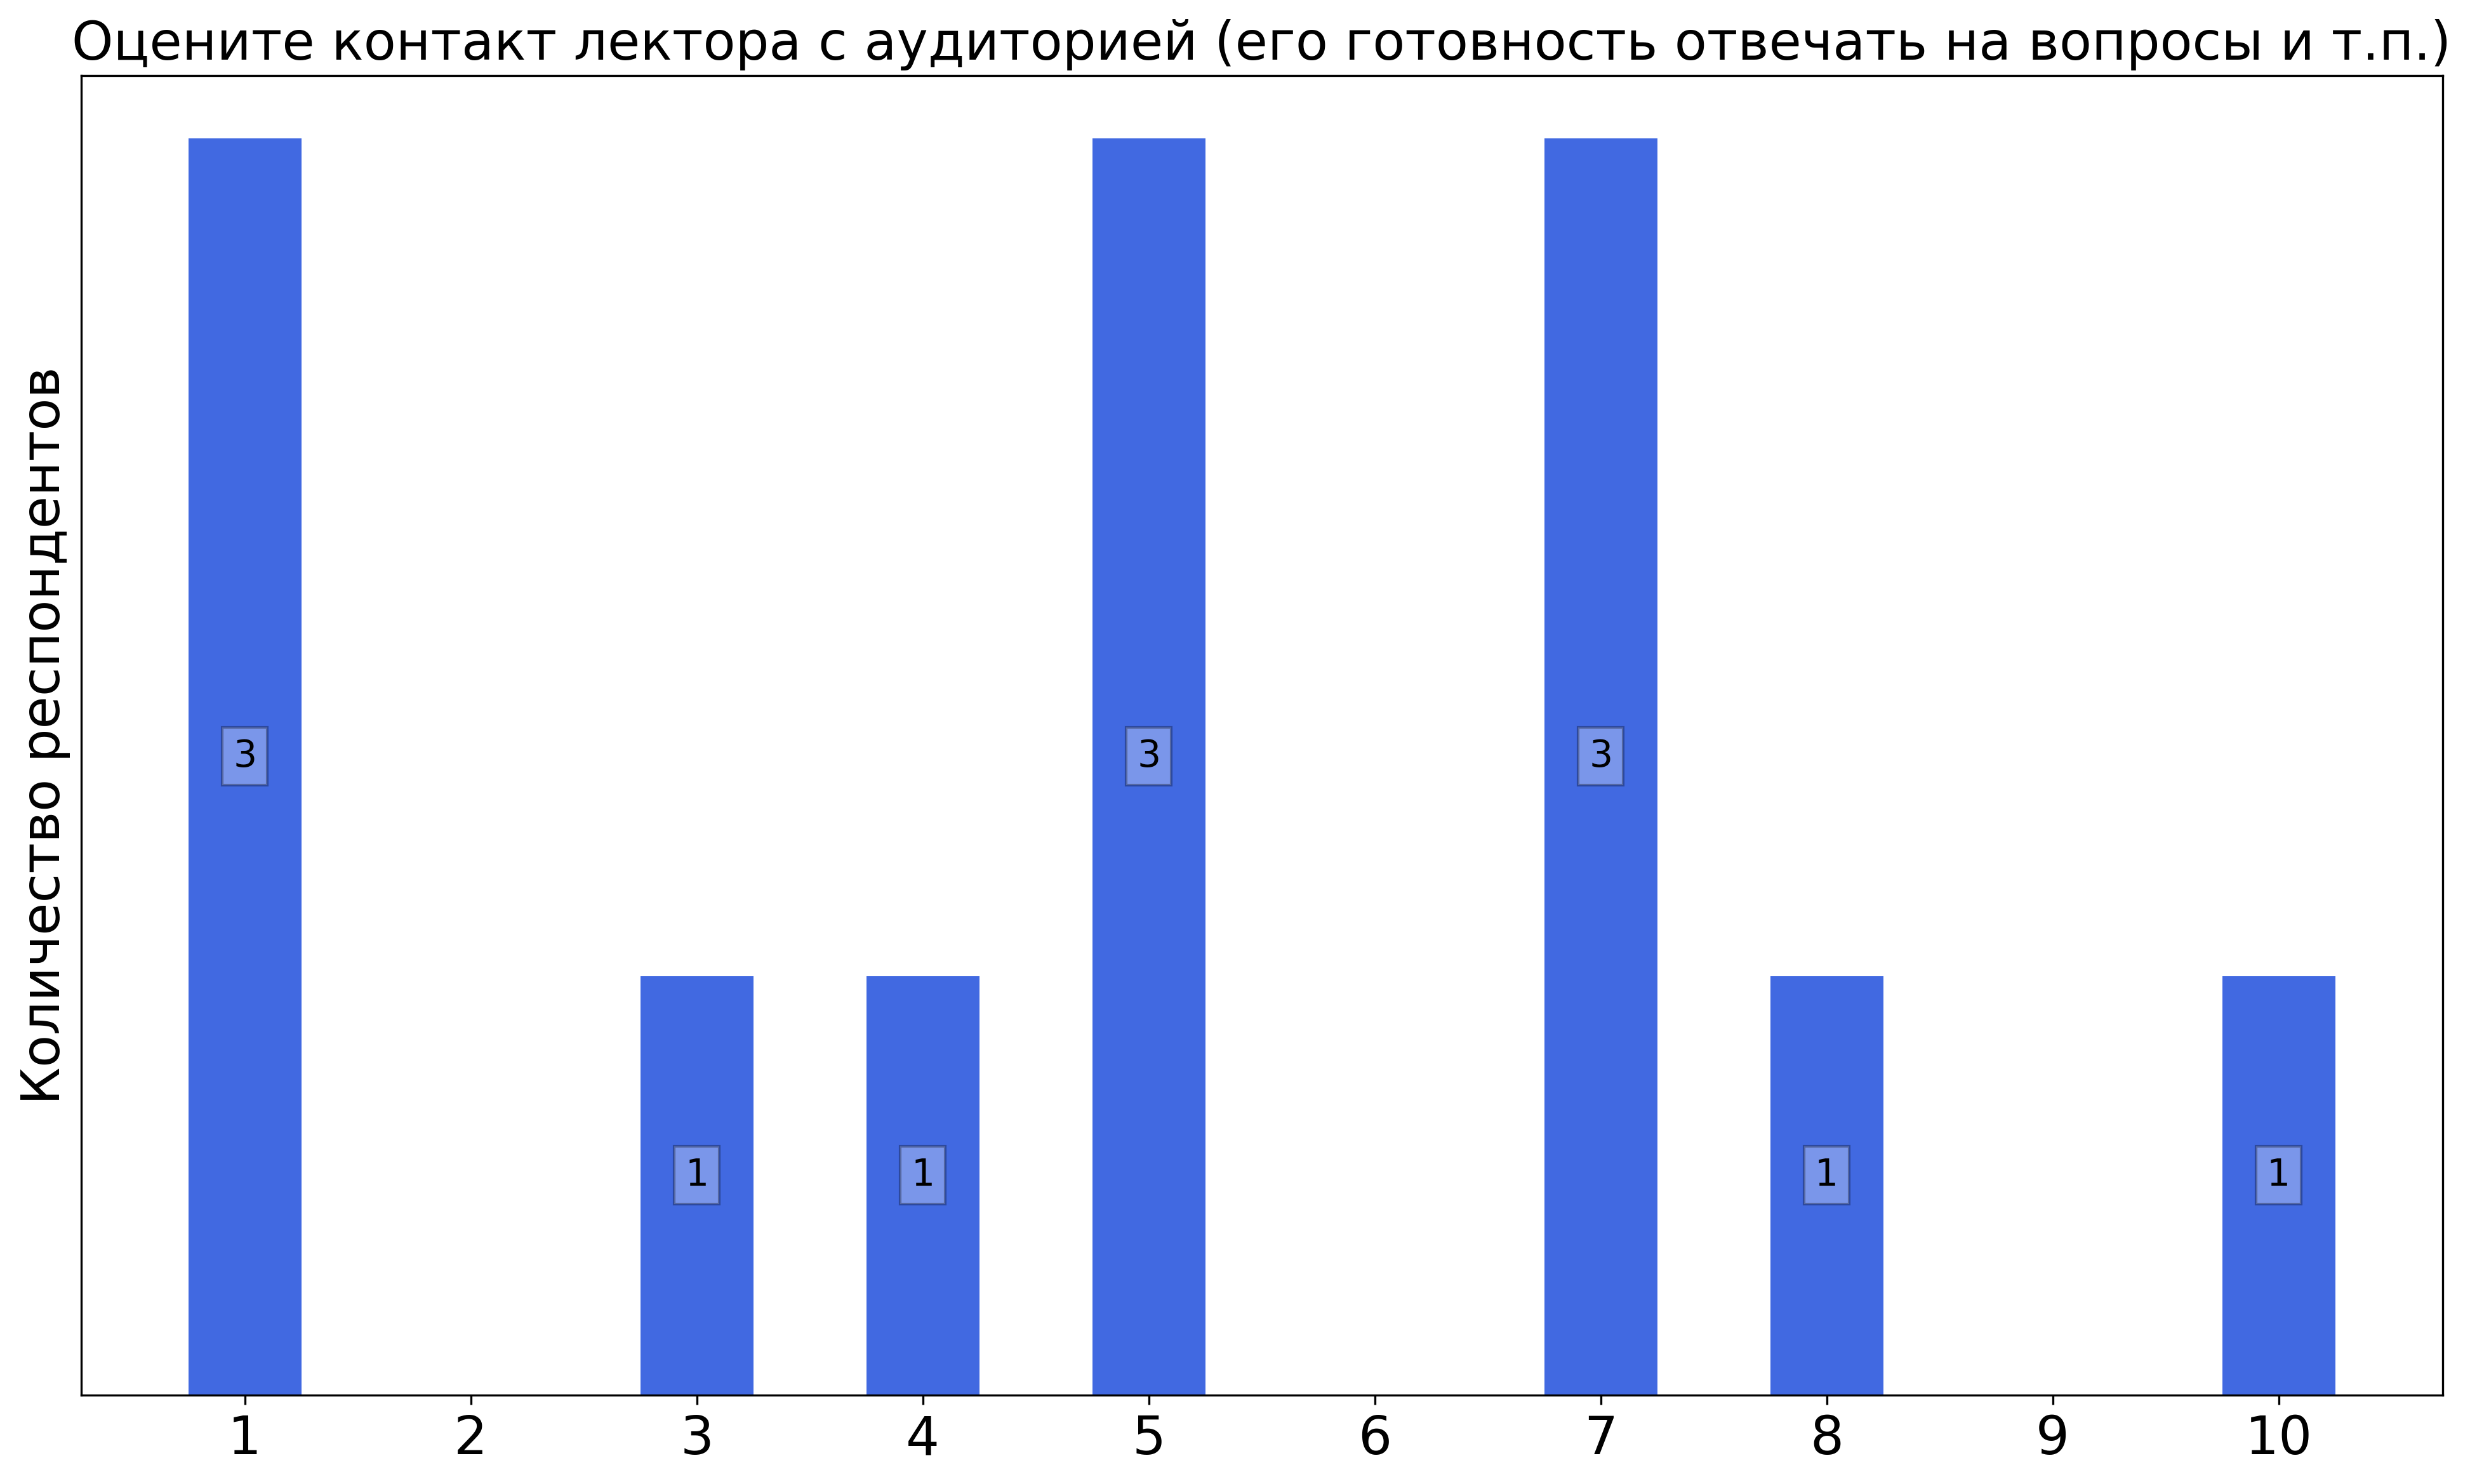 Оцените контакт лектора с аудиторией (его готовность отвечать на вопросы и т.п.)
Количество респондентов
3
3
3
1
1
1
1
1 2 3 4 5 6 7 8 9 10